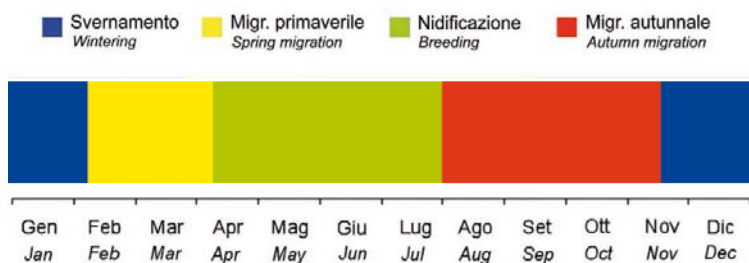 Svernamento Migr. primaverile Nidificazione Migr. autunnale
Wintering Spring migration Breeding Autumn migration
Gen Feb Mar Apr Mag Giu Lug Ago Set Ott Nov Dic
Jan Feb Mar Apr May Jun Jul Aug Sep Oct Nov Dec